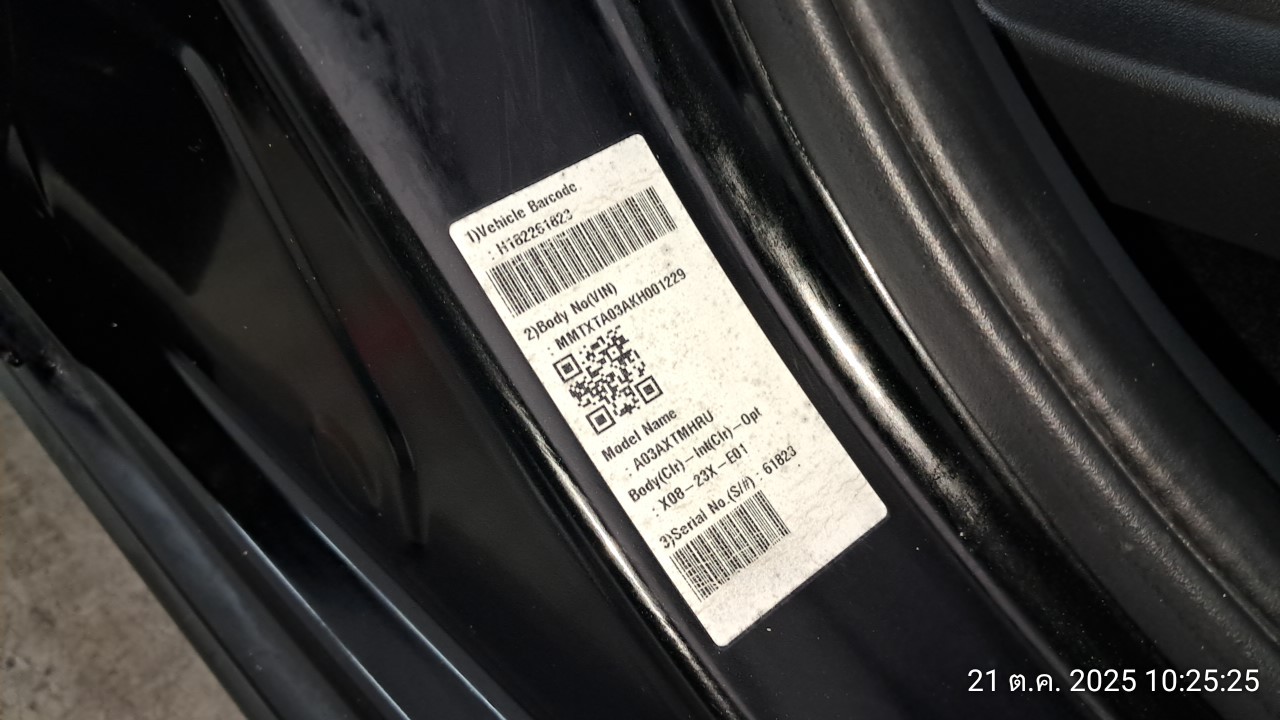 1)Vehicle Barcode
: H182261823
2)Body No(VIN)
: MMTXTA03AKH001229
Model Name
: A03AXTMHRU
Body(Clr)-Int(Clr)-Opt
: X08-23X-E01
3)Serial No.(S/#) : 61823
21 ต.ค. 2025 10:25:25